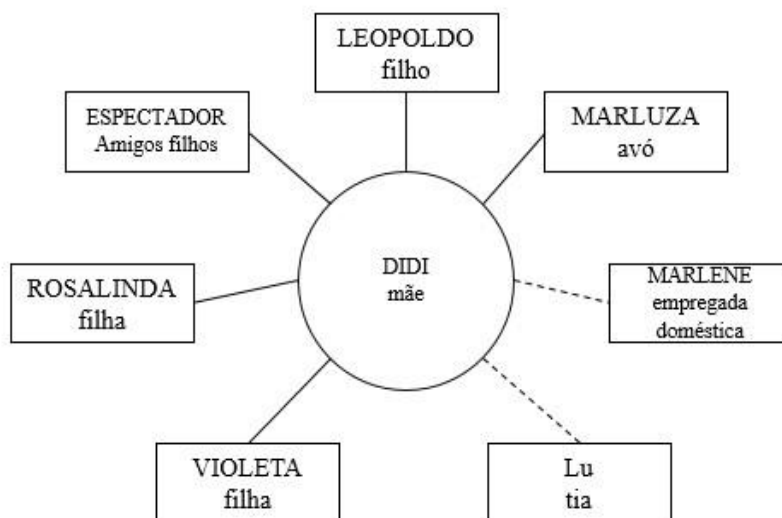 LEOPOLDO
filho
ESPECTADOR
Amigos filhos
MARLUZA
avó
ROSALINDA
filha
DIDI
mãe
MARLENE
empregada
doméstica
VIOLETA
filha
Lu
tia